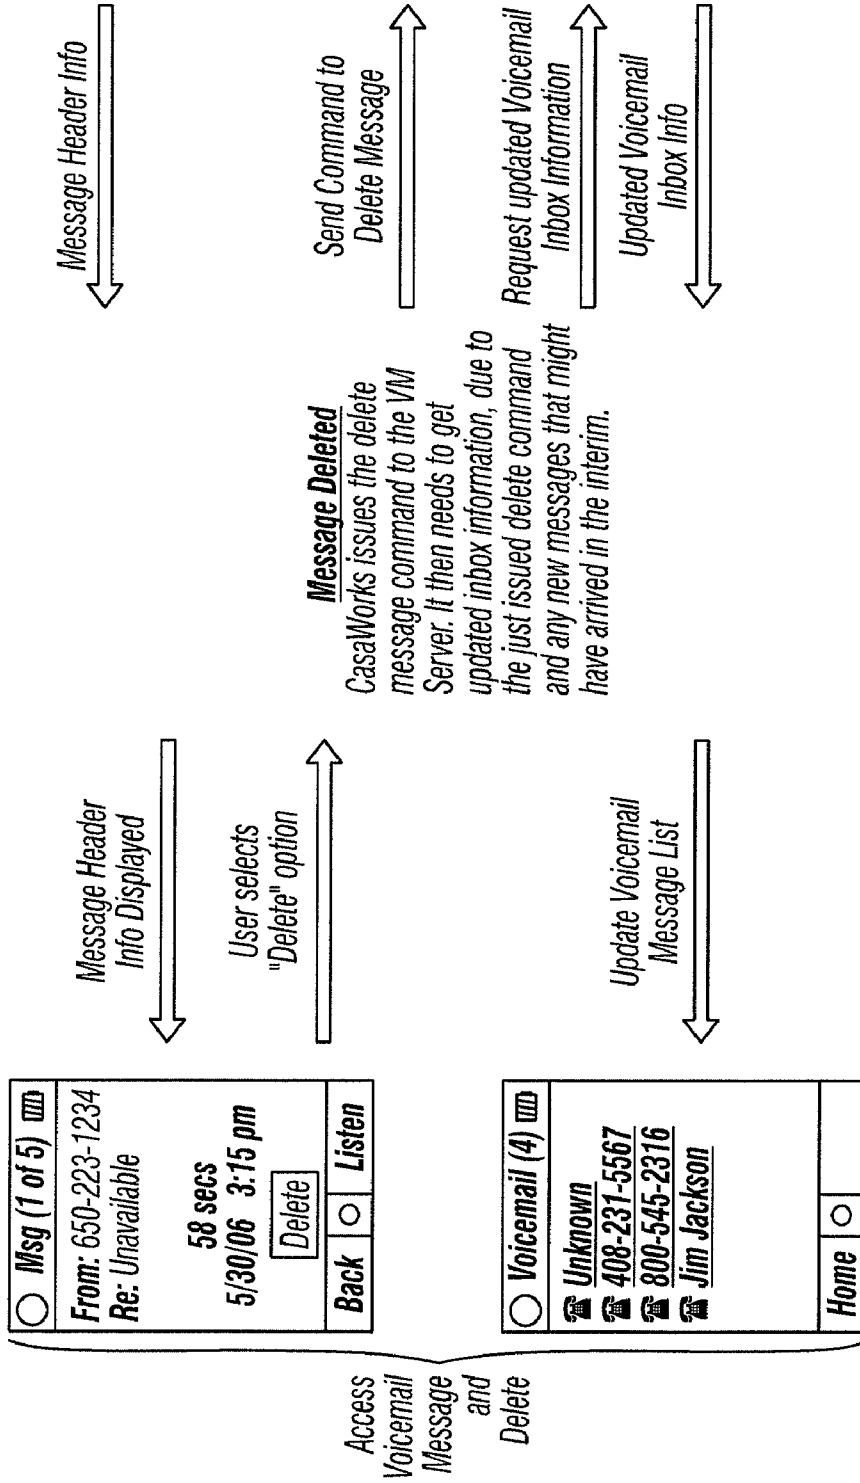 Access
Voicemail
Message
and
Delete
Msg (1 of 5)
From: 650-223-1234
Re: Unavailable
58 secs
5/30/06 3:15 pm
Delete
Back
Listen
Message Header
Info Displayed
User selects
"Delete" option
Message Header Info
Message Deleted
CasaWorks issues the delete
message command to the VM
Server. It then needs to get
updated inbox information, due to
the just issued delete command
and any new messages that might
have arrived in the interim.
Send Command to
Delete Message
Request updated Voicemail
Inbox Information
Updated Voicemail
Inbox Info
Voicemail (4)
Unknown
408-231-5567
800-545-2316
Jim Jackson
Home
Update Voicemail
Message List